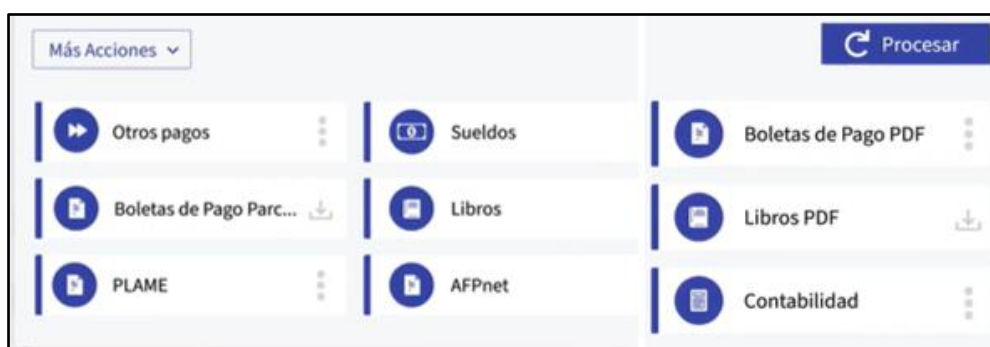 Más Acciones
Procesar
Otros pagos
Sueldos
Boletas de Pago PDF
Boletas de Pago Parc...
Libros
Libros PDF
PLAME
AFPnet
Contabilidad